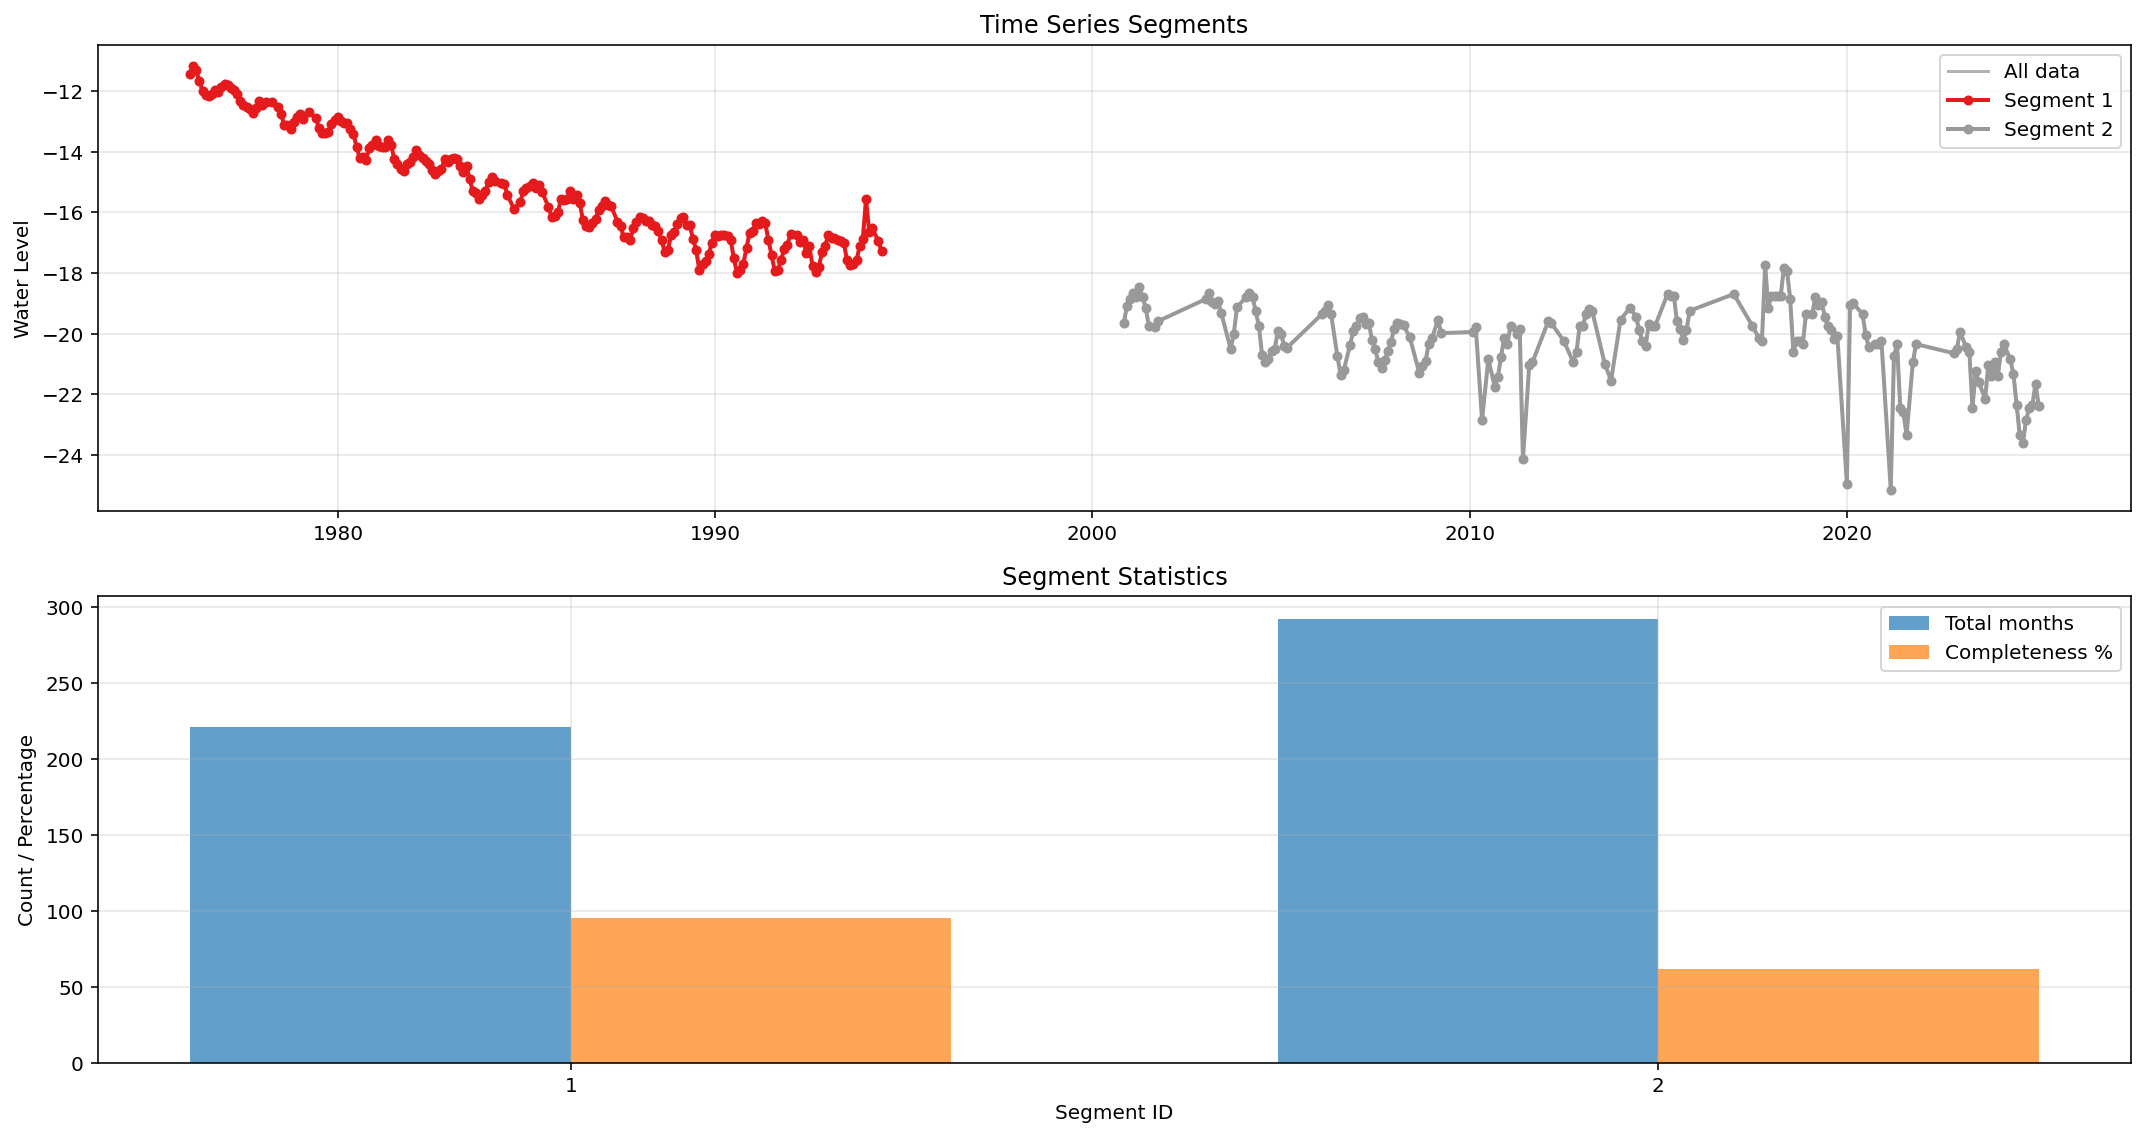 Time Series Segments
Water Level
−12
−14
−16
−18
−20
−22
−24
All data
Segment 1
Segment 2
1980
1990
2000
2010
2020
Segment Statistics
Count / Percentage
300
250
200
150
100
50
0
Total months
Completeness %
1
2
Segment ID